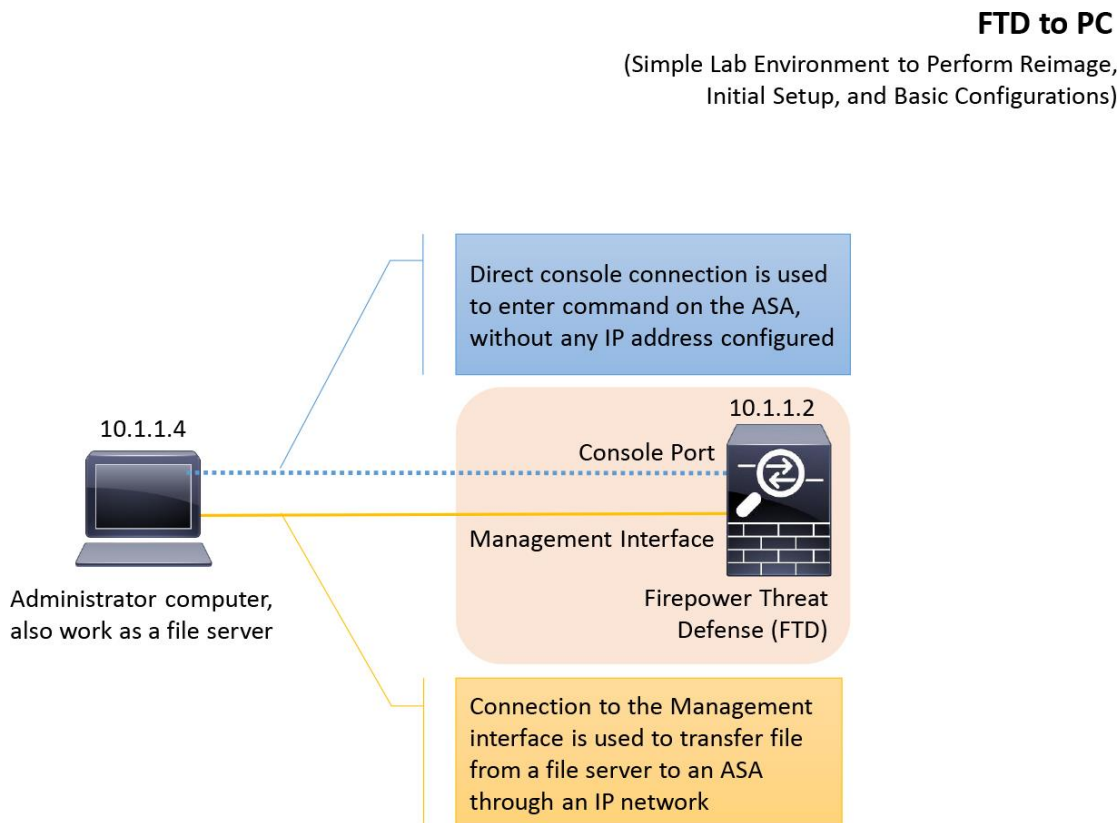 FTD to PC
(Simple Lab Environment to Perform Reimage,
Initial Setup, and Basic Configurations)
Direct console connection is used
to enter command on the ASA,
without any IP address configured
10.1.1.4
10.1.1.2
Console Port
Management Interface
Administrator computer,
also work as a file server
Firepower Threat
Defense (FTD)
Connection to the Management
interface is used to transfer file
from a file server to an ASA
through an IP network